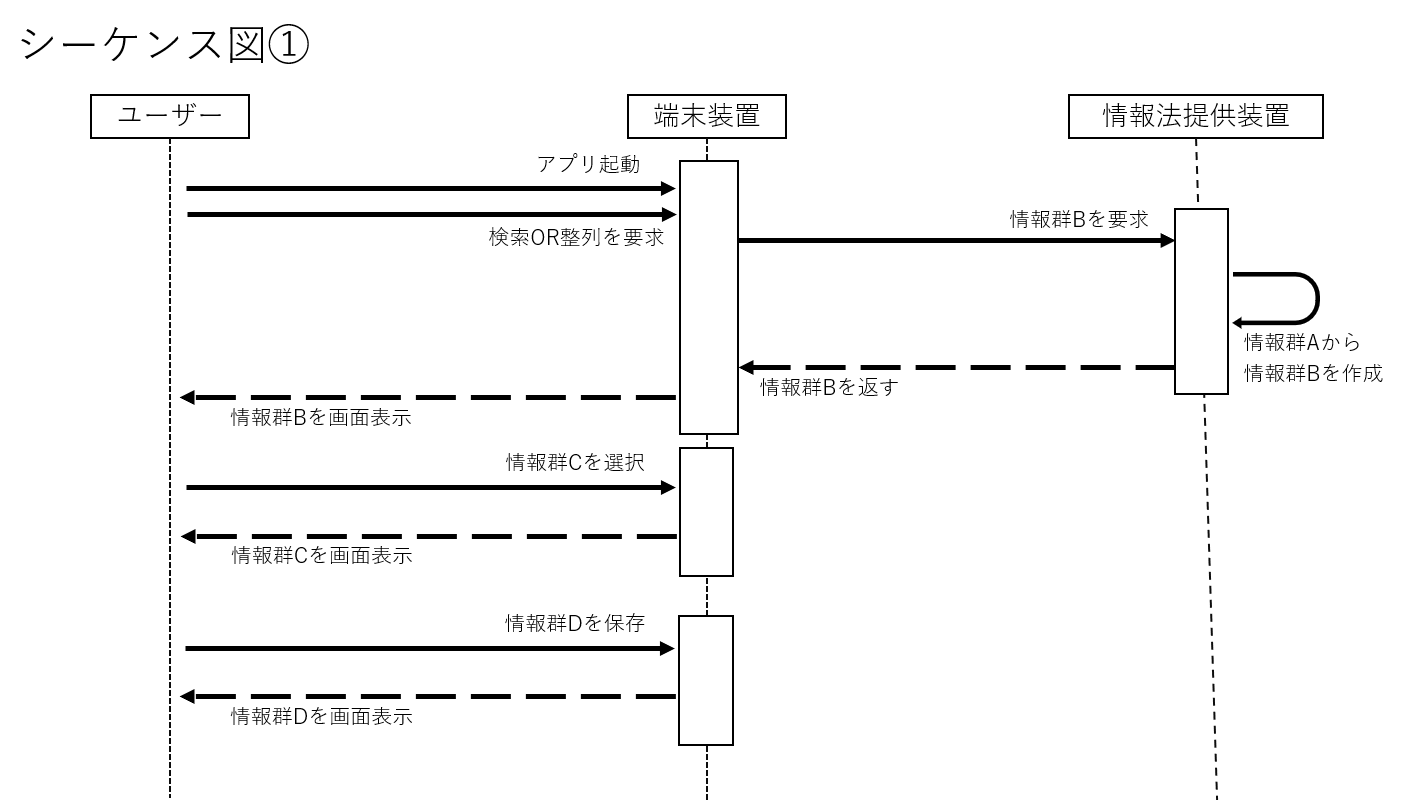 シーケンス図①
ユーザー
端末装置
情報法提供装置
アプリ起動
検索OR整列を要求
情報群Bを要求
情報群Aから
情報群Bを作成
情報群Bを返す
情報群Bを画面表示
情報群Cを選択
情報群Cを画面表示
情報群Dを保存
情報群Dを画面表示